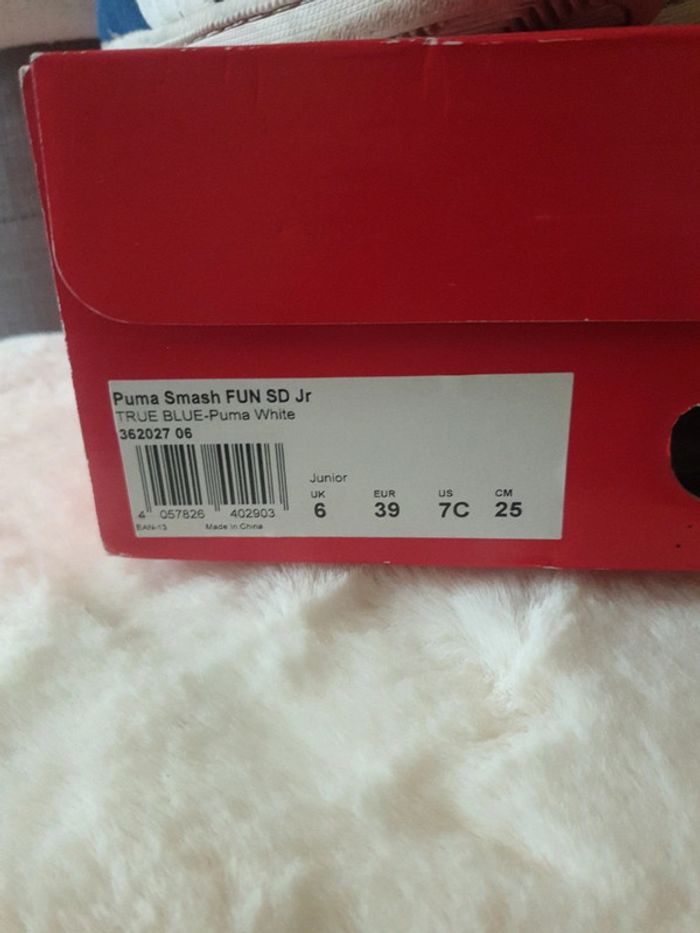 Puma Smash FUN SD Jr
TRUE BLUE-Puma White
362027 06
4 057826 402903
EAN-13 Made in China
Junior
UK EUR US CM
6 39 7C 25